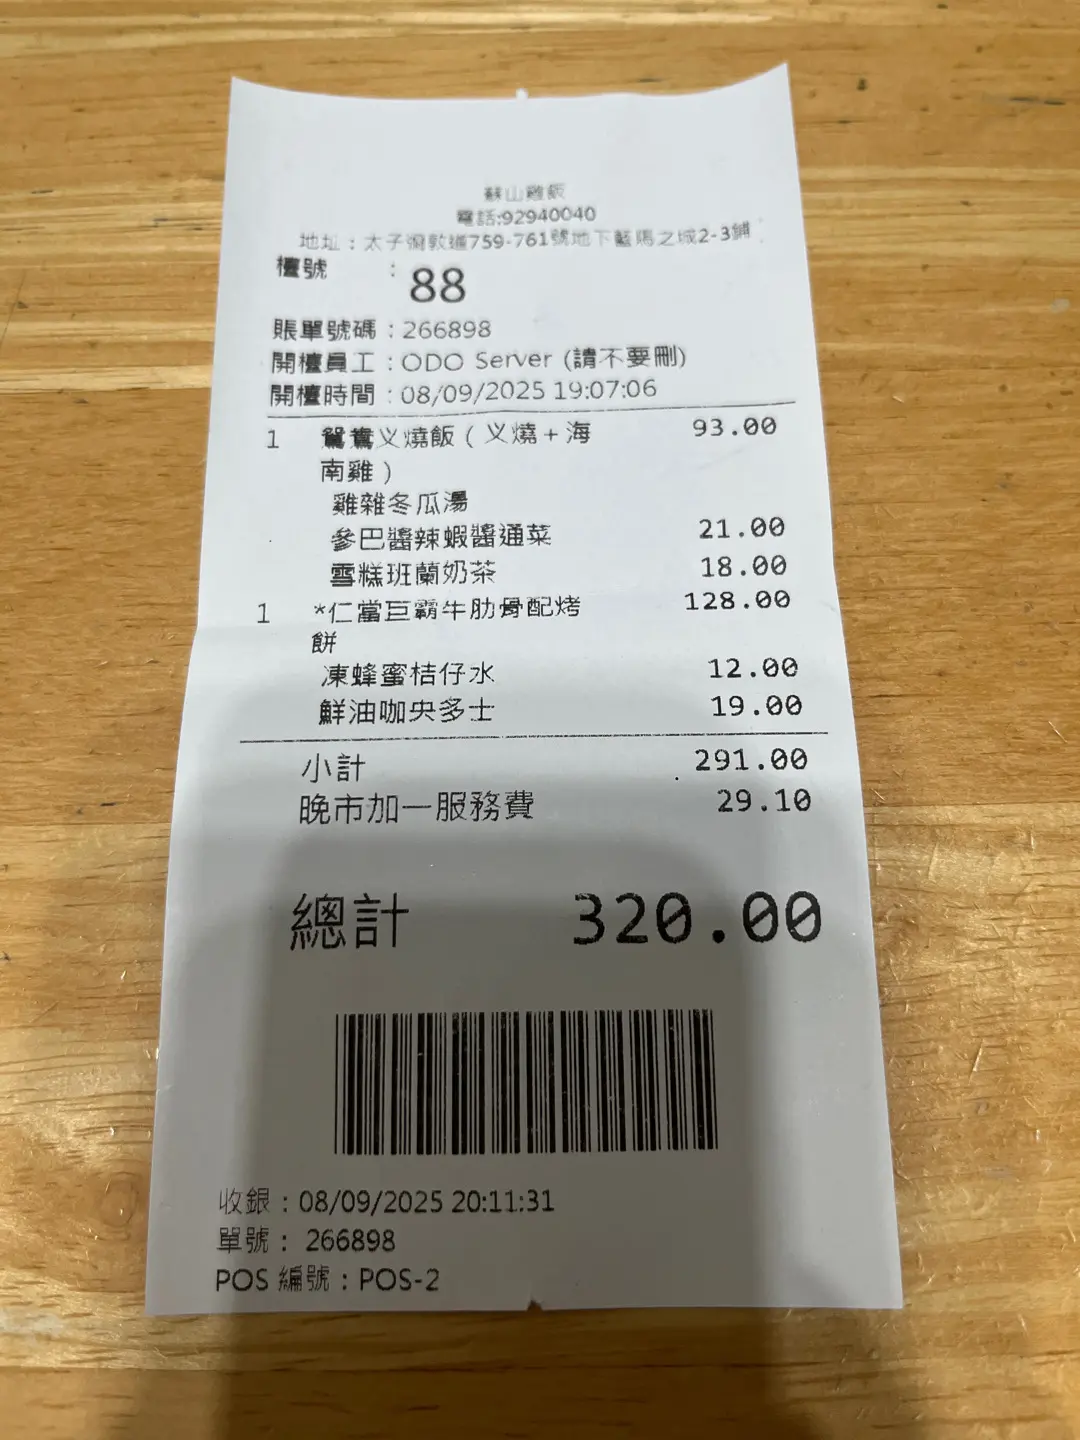 蘇山雞飯
電話:92940040
地址：太子彌敦道759-761號地下藍馬之城2-3鋪
檯號 : 88
賬單號碼：266898
開檯員工：ODO Server (請不要刪)
開檯時間：08/09/2025 19:07:06
1 鴛鴦叉燒飯（叉燒+海 93.00
南雞）
雞雜冬瓜湯
參巴醬辣蝦醬通菜 21.00
雪糕班蘭奶茶 18.00
1 *仁當巨霸牛肋骨配烤 128.00
餅
凍蜂蜜桔仔水 12.00
鮮油咖央多士 19.00
小計 291.00
晚市加一服務費 29.10
總計 320.00
收銀：08/09/2025 20:11:31
單號： 266898
POS 編號：POS-2